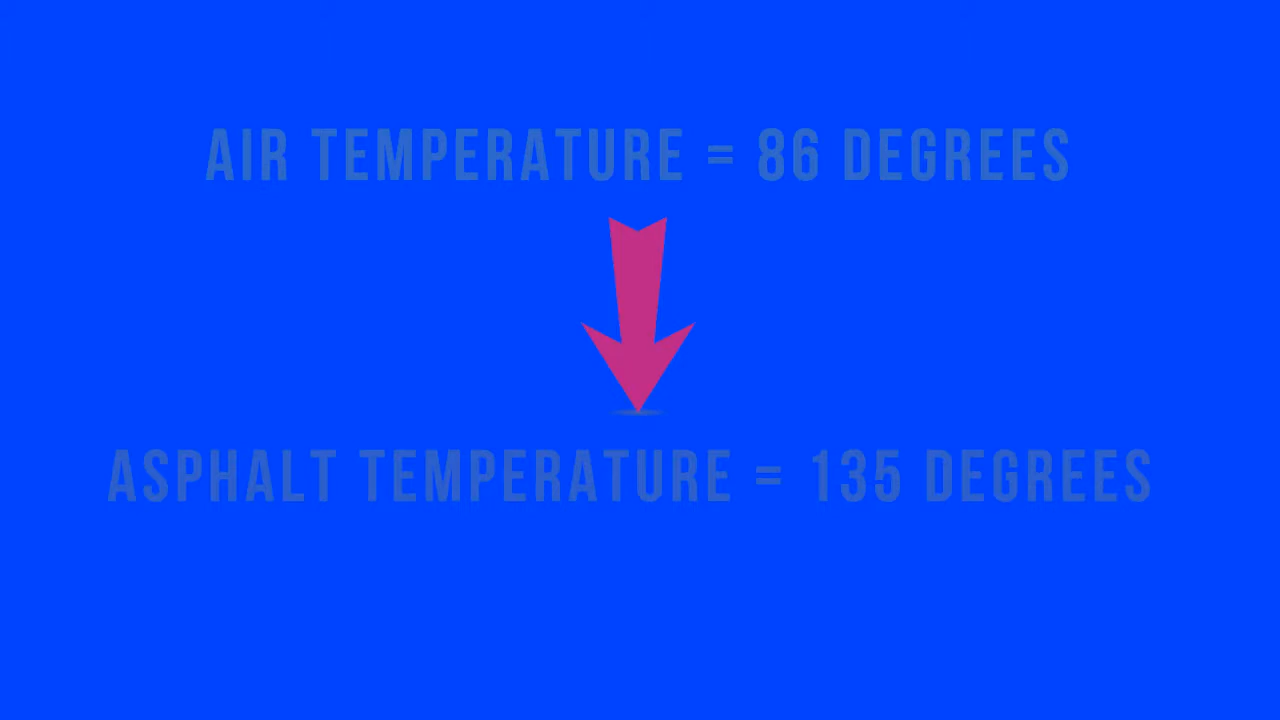 AIR TEMPERATURE = 86 DEGREES
ASPHALT TEMPERATURE = 135 DEGREES